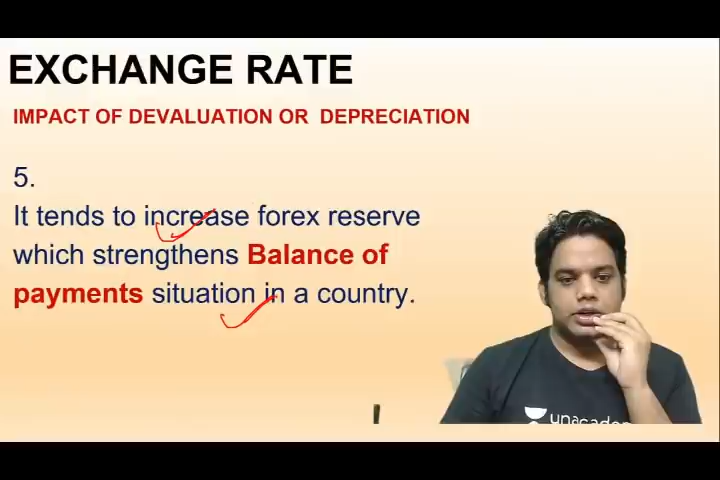 EXCHANGE RATE
IMPACT OF DEVALUATION OR DEPRECIATION
5.
It tends to increase forex reserve
which strengthens Balance of
payments situation in a country.